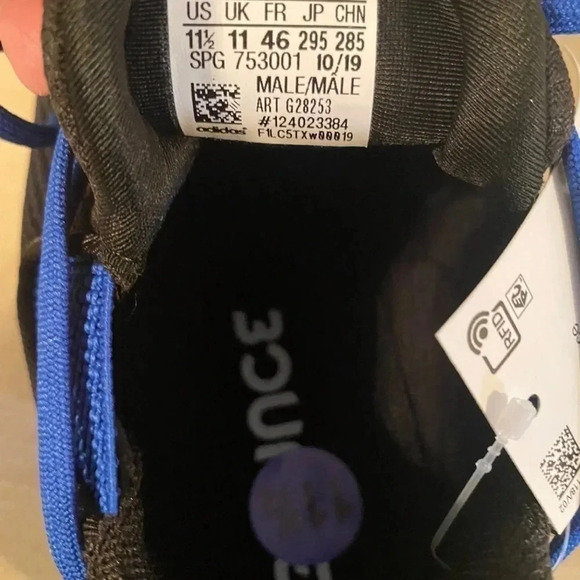 US UK FR JP CHN
11½ 11 46 295 285
SPG 753001 10/19
MALE/MÂLE
ART G28253
#124023384
adidas F1LC5TXw00019
RFID